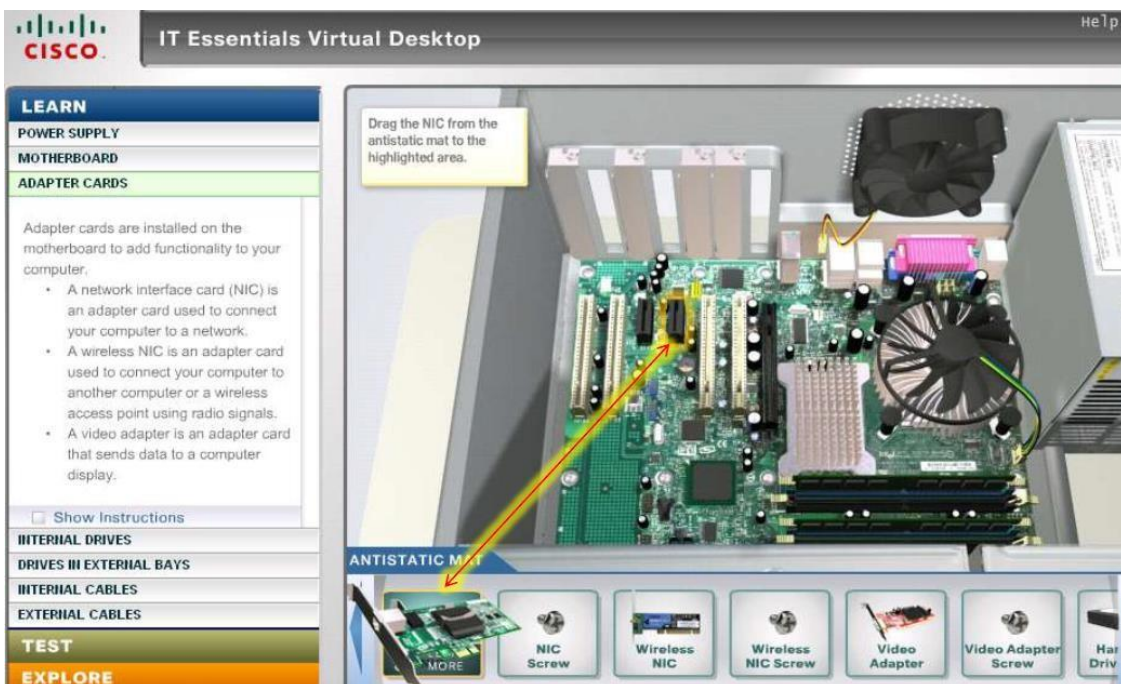 CISCO
IT Essentials Virtual Desktop
Help
LEARN
POWER SUPPLY
MOTHERBOARD
ADAPTER CARDS
Adapter cards are installed on the
motherboard to add functionality to your
computer.
• A network interface card (NIC) is
an adapter card used to connect
your computer to a network.
• A wireless NIC is an adapter card
used to connect your computer to
another computer or a wireless
access point using radio signals.
• A video adapter is an adapter card
that sends data to a computer
display.
Show Instructions
INTERNAL DRIVES
DRIVES IN EXTERNAL BAYS
INTERNAL CABLES
EXTERNAL CABLES
TEST
EXPLORE
Drag the NIC from the
antistatic mat to the
highlighted area.
ANTISTATIC MAT
MORE
NIC
Screw
Wireless
NIC
Wireless
NIC Screw
Video
Adapter
Video Adapter
Screw
Har
Driv